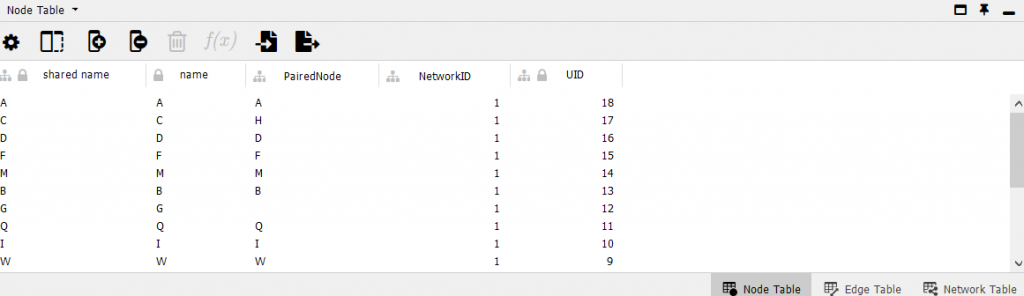 Node Table
f(x)
shared name name PairedNode NetworkID UID
A A A 1 18
C C H 1 17
D D D 1 16
F F F 1 15
M M M 1 14
B B B 1 13
G G 1 12
Q Q Q 1 11
I I I 1 10
W W W 1 9
Node Table Edge Table Network Table